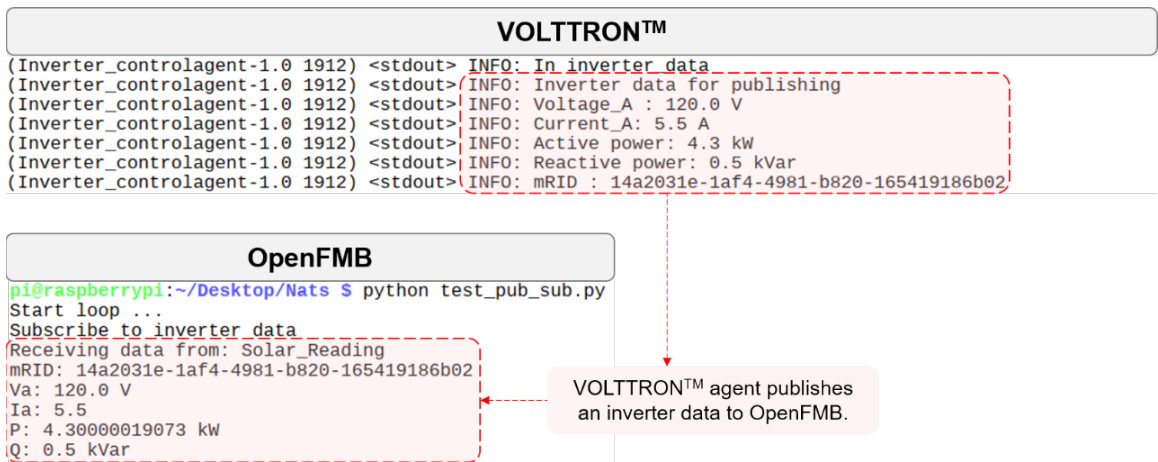 VOLTTRON™
(Inverter_controlagent-1.0 1912) <stdout> INFO: In inverter data
(Inverter_controlagent-1.0 1912) <stdout> INFO: Inverter data for publishing
(Inverter_controlagent-1.0 1912) <stdout> INFO: Voltage_A : 120.0 V
(Inverter_controlagent-1.0 1912) <stdout> INFO: Current_A: 5.5 A
(Inverter_controlagent-1.0 1912) <stdout> INFO: Active power: 4.3 kW
(Inverter_controlagent-1.0 1912) <stdout> INFO: Reactive power: 0.5 kVar
(Inverter_controlagent-1.0 1912) <stdout> INFO: mRID : 14a2031e-1af4-4981-b820-165419186b02
OpenFMB
pi@raspberrypi:~/Desktop/Nats $ python test_pub_sub.py
Start loop ...
Subscribe to inverter data
Receiving data from: Solar_Reading
mRID: 14a2031e-1af4-4981-b820-165419186b02
Va: 120.0 V
Ia: 5.5
P: 4.30000019073 kW
Q: 0.5 kVar
VOLTTRON™ agent publishes
an inverter data to OpenFMB.